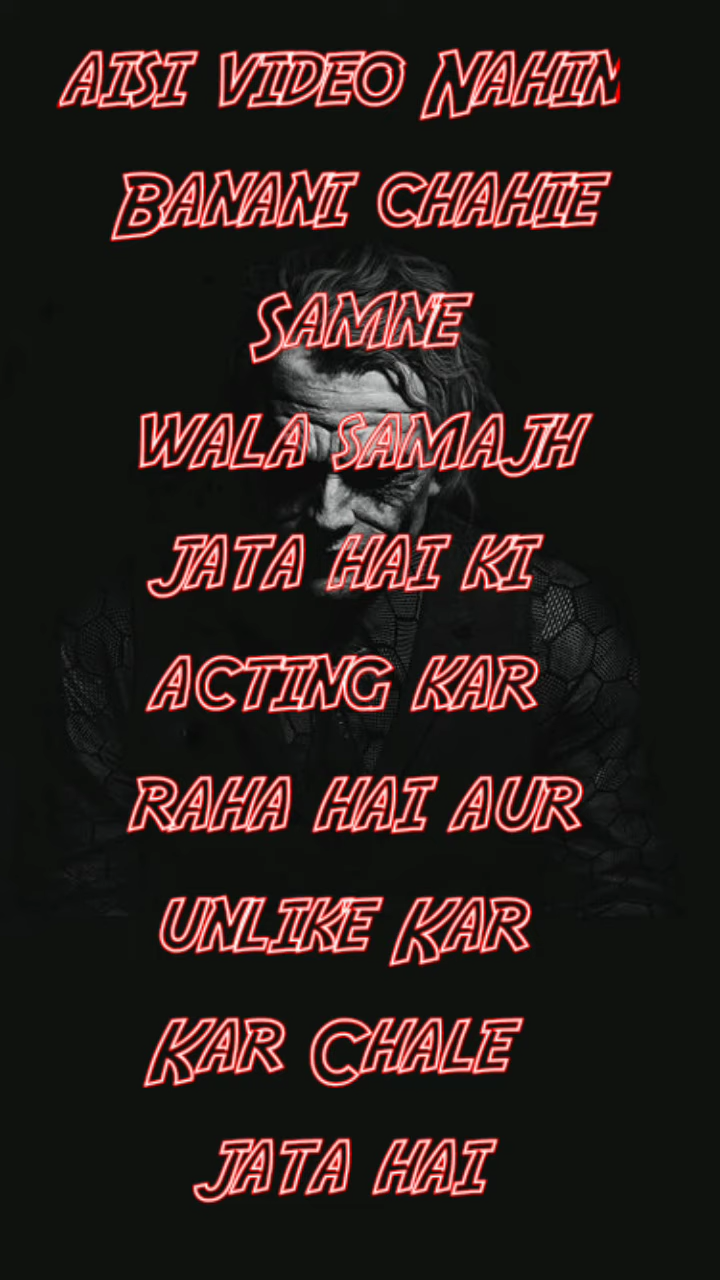 AISI VIDEO NAHIN
BANANI CHAHIE
SAMNE
WALA SAMAJH
JATA HAI KI
ACTING KAR
RAHA HAI AUR
UNLIKE KAR
KAR CHALE
JATA HAI